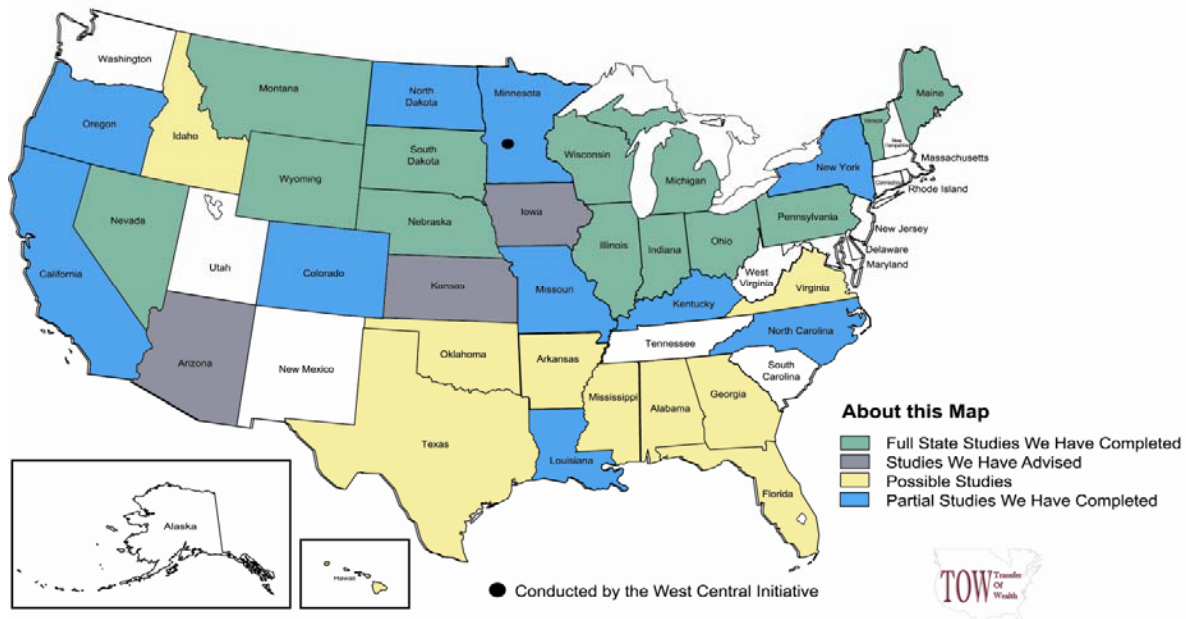 Washington
Oregon
California
Idaho
Nevada
Montana
Wyoming
Utah
Arizona
Colorado
New Mexico
North
Dakota
South
Dakota
Nebraska
Kansas
Oklahoma
Texas
Minnesota
Iowa
Missouri
Arkansas
Louisiana
Wisconsin
Illinois
Michigan
Indiana
Ohio
Kentucky
Tennessee
Mississippi
Alabama
Georgia
Florida
South
Carolina
North Carolina
Virginia
West
Virginia
Pennsylvania
New York
Vermont
New
Hampshire
Maine
Massachusetts
Connecticut
Rhode Island
New Jersey
Delaware
Maryland
Alaska
Hawaii
About this Map
Full State Studies We Have Completed
Studies We Have Advised
Possible Studies
Partial Studies We Have Completed
Conducted by the West Central Initiative
TOW Transfer
Of
Wealth